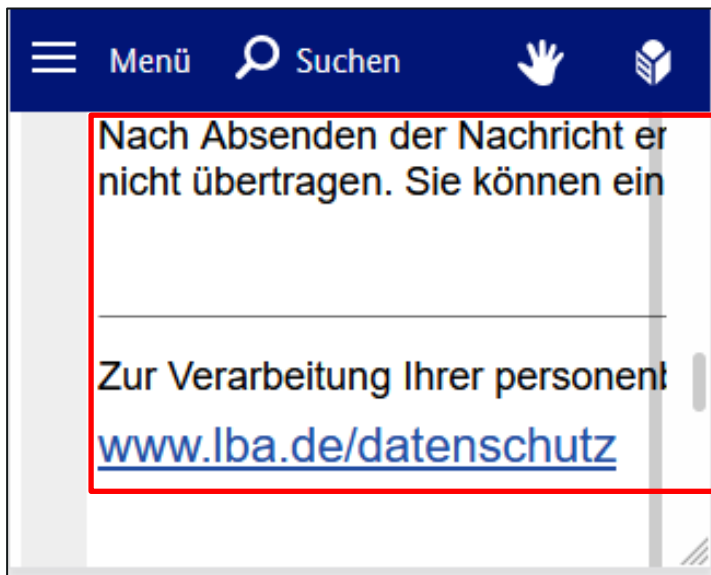 Menü Suchen
Nach Absenden der Nachricht er
nicht übertragen. Sie können ein
Zur Verarbeitung Ihrer personen
www.lba.de/datenschutz